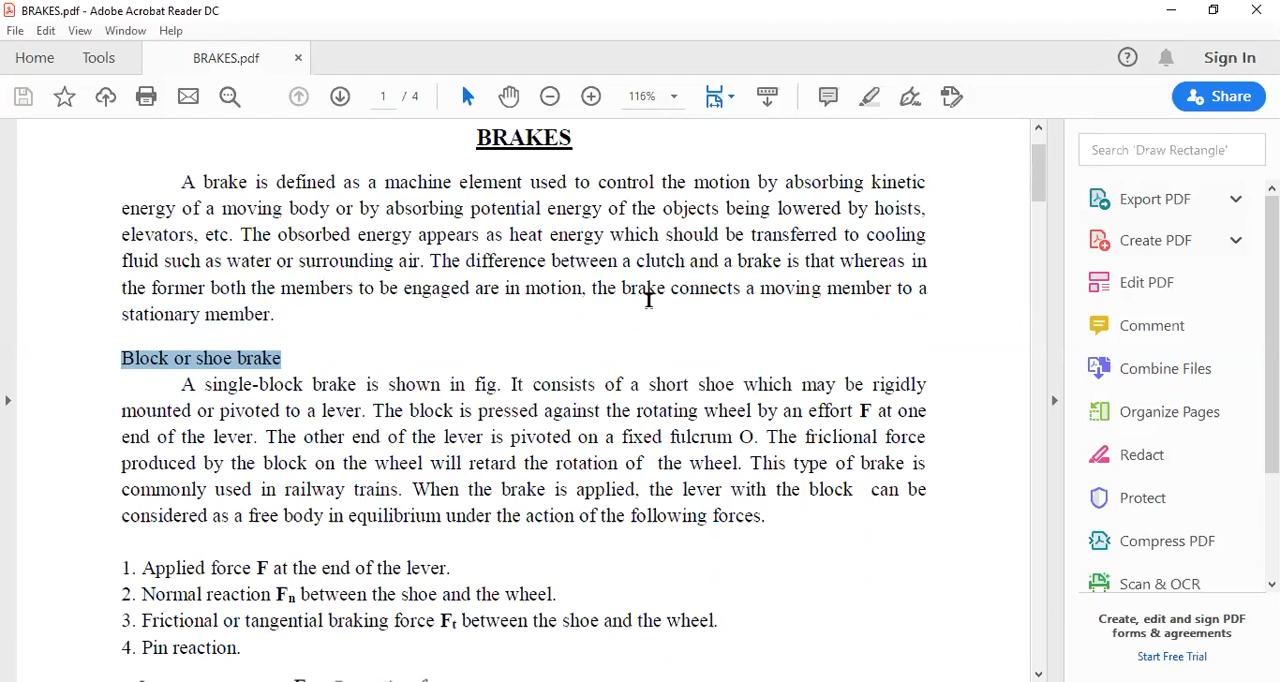 BRAKES.pdf - Adobe Acrobat Reader DC
File Edit View Window Help
Home Tools BRAKES.pdf × Sign In
1 / 4 116% Share
BRAKES
A brake is defined as a machine element used to control the motion by absorbing kinetic
energy of a moving body or by absorbing potential energy of the objects being lowered by hoists,
elevators, etc. The obsorbed energy appears as heat energy which should be transferred to cooling
fluid such as water or surrounding air. The difference between a clutch and a brake is that whereas in
the former both the members to be engaged are in motion, the brake connects a moving member to a
stationary member.
Block or shoe brake
A single-block brake is shown in fig. It consists of a short shoe which may be rigidly
mounted or pivoted to a lever. The block is pressed against the rotating wheel by an effort F at one
end of the lever. The other end of the lever is pivoted on a fixed fulcrum O. The friclional force
produced by the block on the wheel will retard the rotation of the wheel. This type of brake is
commonly used in railway trains. When the brake is applied, the lever with the block can be
considered as a free body in equilibrium under the action of the following forces.
1. Applied force F at the end of the lever.
2. Normal reaction Fn between the shoe and the wheel.
3. Frictional or tangential braking force Ft between the shoe and the wheel.
4. Pin reaction.
Search 'Draw Rectangle'
Export PDF
Create PDF
Edit PDF
Comment
Combine Files
Organize Pages
Redact
Protect
Compress PDF
Scan & OCR
Create, edit and sign PDF
forms & agreements
Start Free Trial